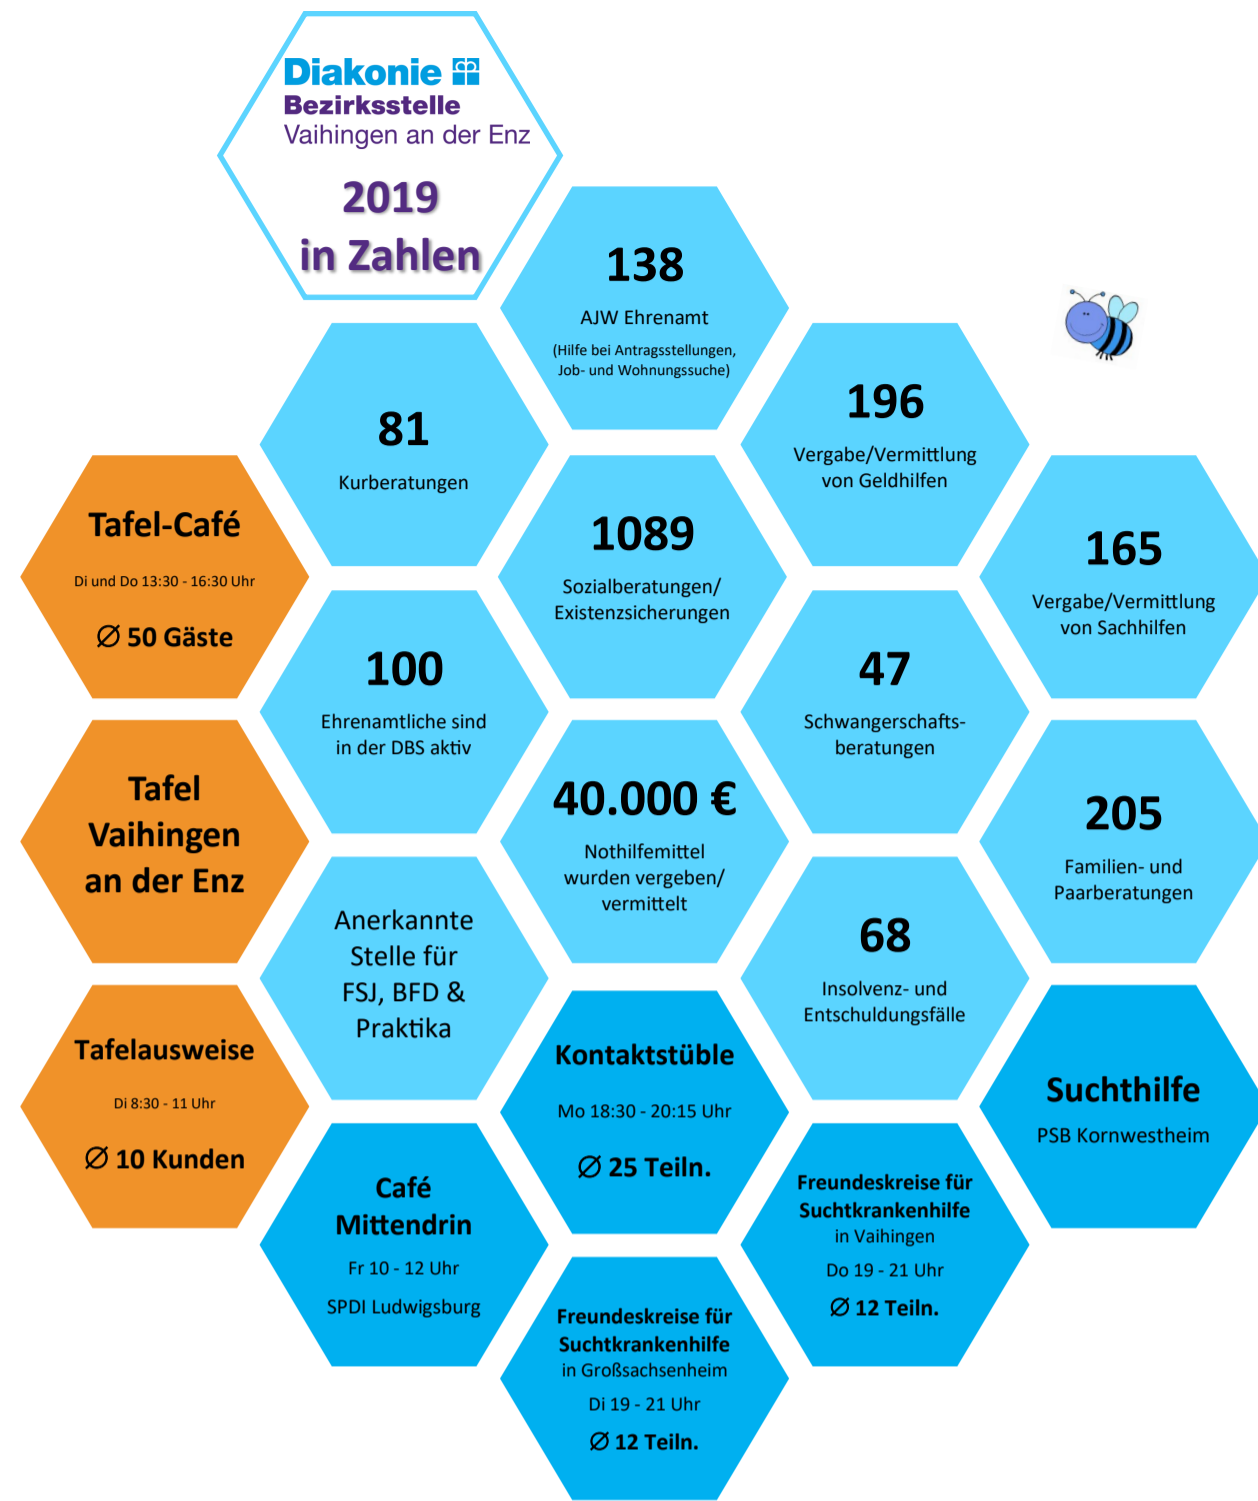 Diakonie
Bezirksstelle
Vaihingen an der Enz
2019
in Zahlen
138
AJW Ehrenamt
(Hilfe bei Antragsstellungen,
Job- und Wohnungssuche)
81
Kurberatungen
196
Vergabe/Vermittlung
von Geldhilfen
Tafel-Café
Di und Do 13:30 - 16:30 Uhr
Ø 50 Gäste
1089
Sozialberatungen/
Existenzsicherungen
165
Vergabe/Vermittlung
von Sachhilfen
100
Ehrenamtliche sind
in der DBS aktiv
47
Schwangerschafts-
beratungen
Tafel
Vaihingen
an der Enz
40.000 €
Nothilfemittel
wurden vergeben/
vermittelt
205
Familien- und
Paarberatungen
Anerkannte
Stelle für
FSJ, BFD &
Praktika
68
Insolvenz- und
Entschuldungsfälle
Tafelausweise
Di 8:30 - 11 Uhr
Ø 10 Kunden
Kontaktstüble
Mo 18:30 - 20:15 Uhr
Ø 25 Teiln.
Suchthilfe
PSB Kornwestheim
Café
Mittendrin
Fr 10 - 12 Uhr
SPDI Ludwigsburg
Freundeskreise für
Suchtkrankenhilfe
in Vaihingen
Do 19 - 21 Uhr
Ø 12 Teiln.
Freundeskreise für
Suchtkrankenhilfe
in Großsachsenheim
Di 19 - 21 Uhr
Ø 12 Teiln.